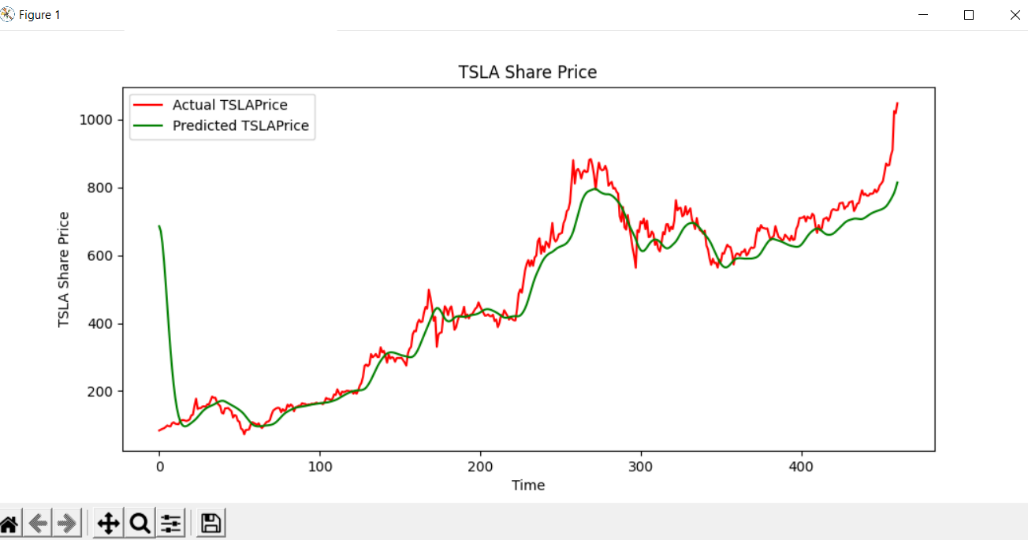 Figure 1
TSLA Share Price
Actual TSLAPrice
Predicted TSLAPrice
TSLA Share Price
1000
800
600
400
200
0 100 200 300 400
Time